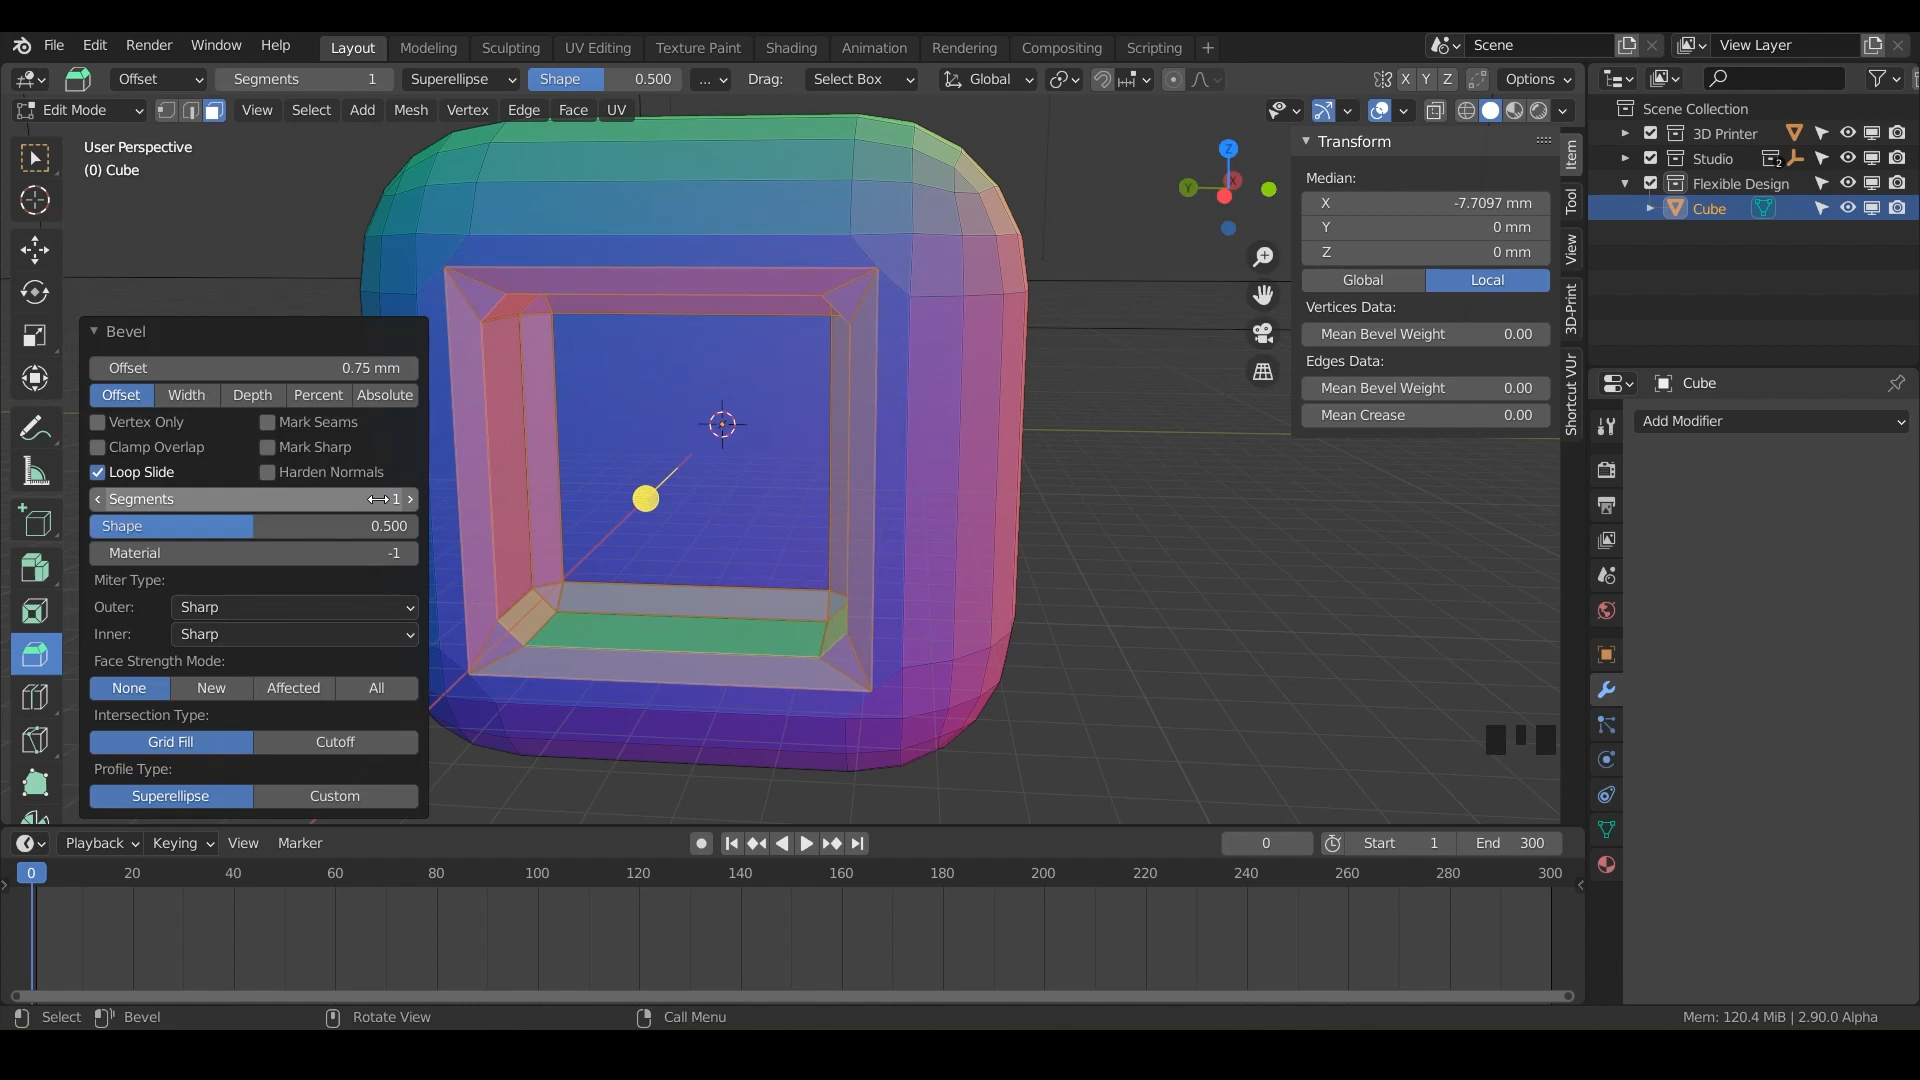 File Edit Render Window Help Layout Modeling Sculpting UV Editing Texture Paint Shading Animation Rendering Compositing Scripting + Scene View Layer
Offset Segments 1 Superellipse Shape 0.500 ... Drag: Select Box Global X Y Z Options
Edit Mode View Select Add Mesh Vertex Edge Face UV
User Perspective
(0) Cube
Bevel
Offset 0.75 mm
Offset Width Depth Percent Absolute
Vertex Only Mark Seams
Clamp Overlap Mark Sharp
Loop Slide Harden Normals
Segments 1
Shape 0.500
Material -1
Miter Type:
Outer: Sharp
Inner: Sharp
Face Strength Mode:
None New Affected All
Intersection Type:
Grid Fill Cutoff
Profile Type:
Superellipse Custom
Z
Y X
Transform
Median:
X -7.7097 mm
Y 0 mm
Z 0 mm
Global Local
Vertices Data:
Mean Bevel Weight 0.00
Edges Data:
Mean Bevel Weight 0.00
Mean Crease 0.00
Item
Tool
View
3D-Print
Shortcut VUr
Scene Collection
3D Printer
Studio 2
Flexible Design
Cube
Cube
Add Modifier
Playback Keying View Marker 0 Start 1 End 300
0 20 40 60 80 100 120 140 160 180 200 220 240 260 280 300
Select Bevel Rotate View Call Menu Mem: 120.4 MiB | 2.90.0 Alpha